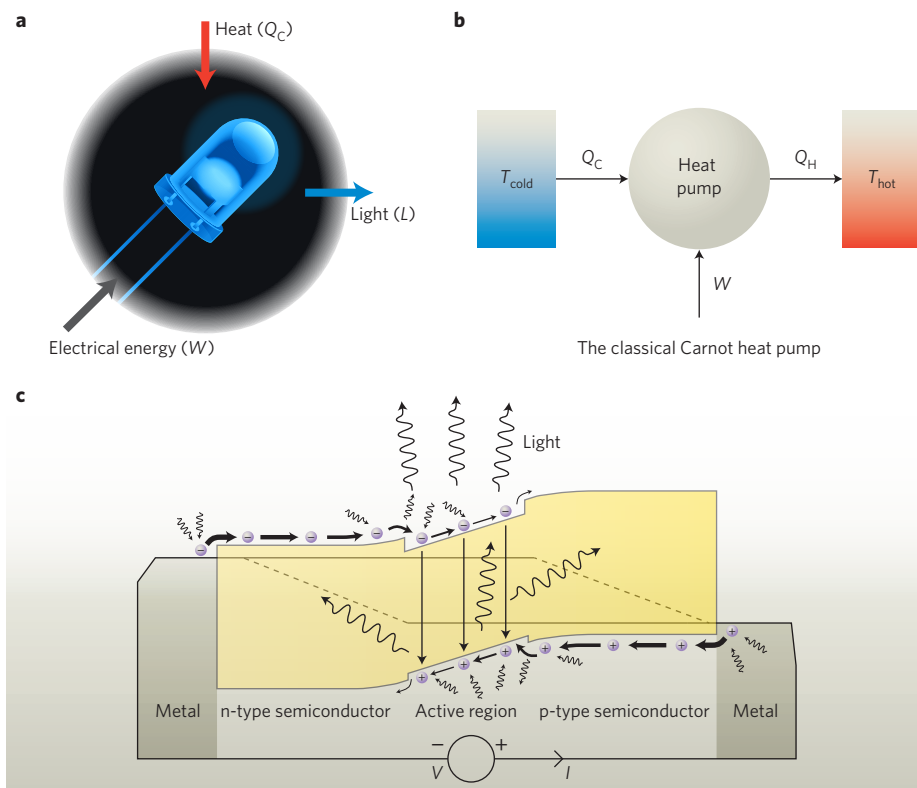 a
Heat (Q_C)
Light (L)
Electrical energy (W)
b
T_cold
Q_C
Heat
pump
Q_H
T_hot
W
The classical Carnot heat pump
c
Light
− − − − − − −
+ + + + + + +
Metal
n-type semiconductor
Active region
p-type semiconductor
Metal
− +
V
I